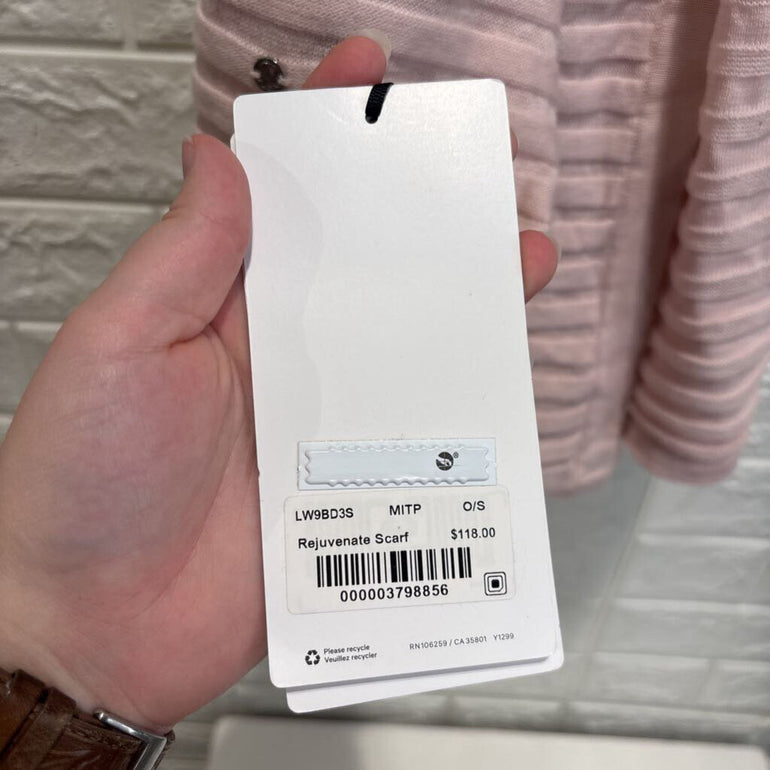 LW9BD3S MITP O/S
Rejuvenate Scarf $118.00
000003798856
Please recycle
Veuillez recycler
RN106259 / CA35801 Y1299